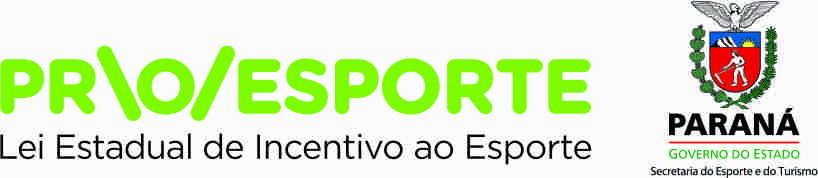 PR\O/ESPORTE
Lei Estadual de Incentivo ao Esporte
PARANÁ
GOVERNO DO ESTADO
Secretaria do Esporte e do Turismo